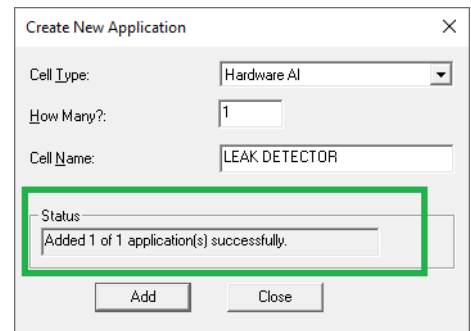 Create New Application
Cell Type: Hardware AI
How Many?: 1
Cell Name: LEAK DETECTOR
Status
Added 1 of 1 application(s) successfully.
Add Close